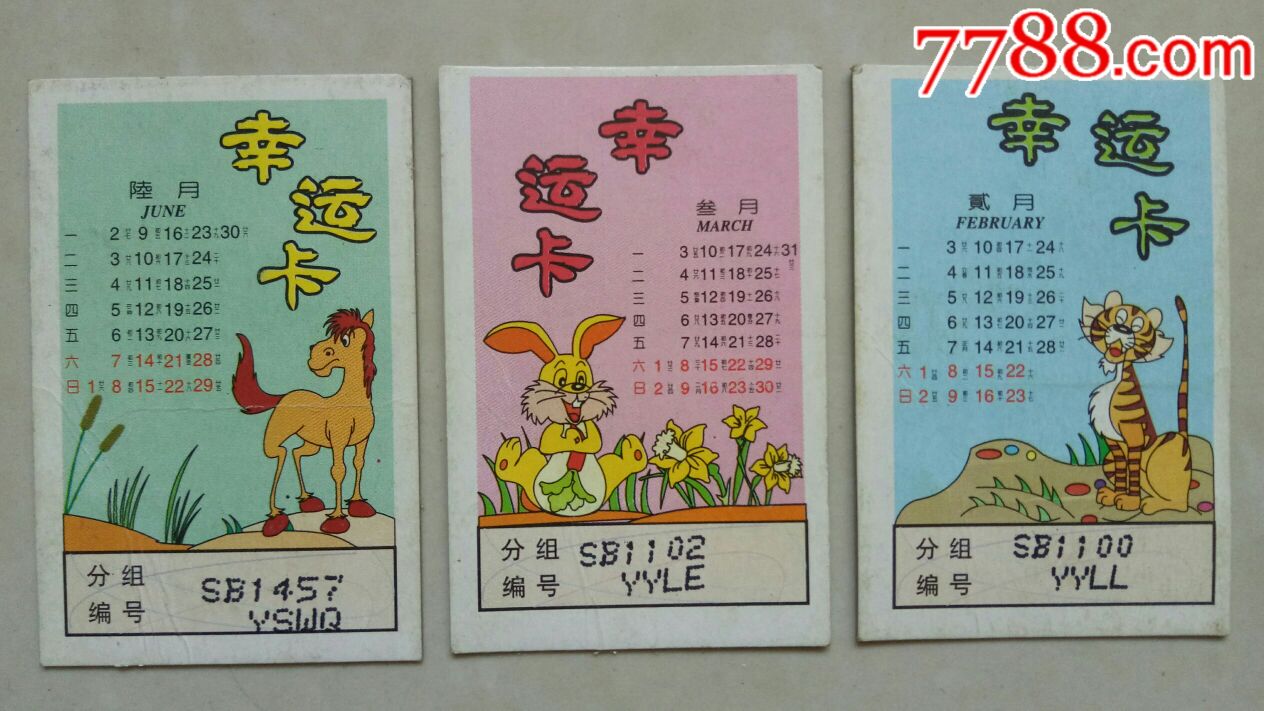 7788.com
幸运卡
陸月
JUNE
一 2 9 16 23 30
二 3 10 17 24
三 4 11 18 25
四 5 12 19 26
五 6 13 20 27
六 7 14 21 28
日 1 8 15 22 29
分组 SB1457
编号 YSWQ
幸运卡
叁月
MARCH
一 3 10 17 24 31
二 4 11 18 25
三 5 12 19 26
四 6 13 20 27
五 7 14 21 28
六 1 8 15 22 29
日 2 9 16 23 30
分组 SB1102
编号 YYLE
幸运卡
貳月
FEBRUARY
一 3 10 17 24
二 4 11 18 25
三 5 12 19 26
四 6 13 20 27
五 7 14 21 28
六 1 8 15 22
日 2 9 16 23
分组 SB1100
编号 YYLL